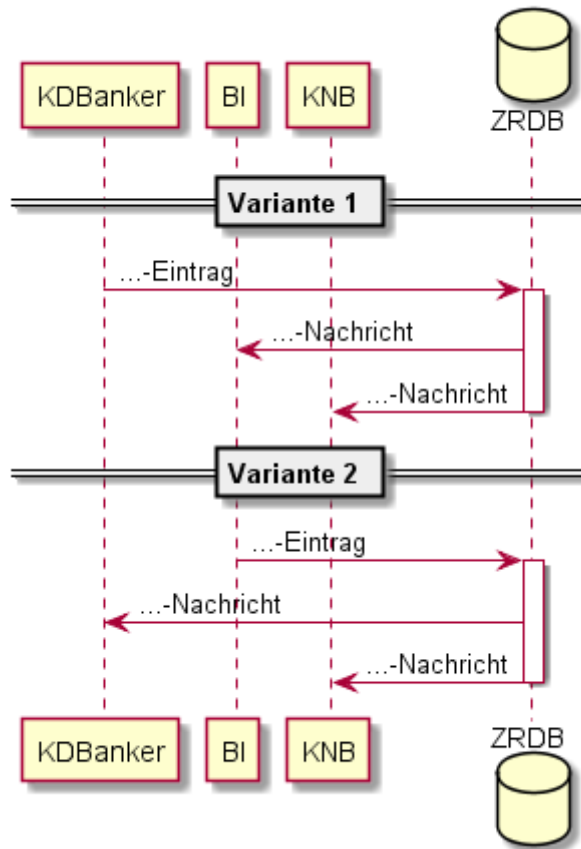 KDBanker BI KNB ZRDB
Variante 1
...-Eintrag
...-Nachricht
...-Nachricht
Variante 2
...-Eintrag
...-Nachricht
...-Nachricht
KDBanker BI KNB ZRDB